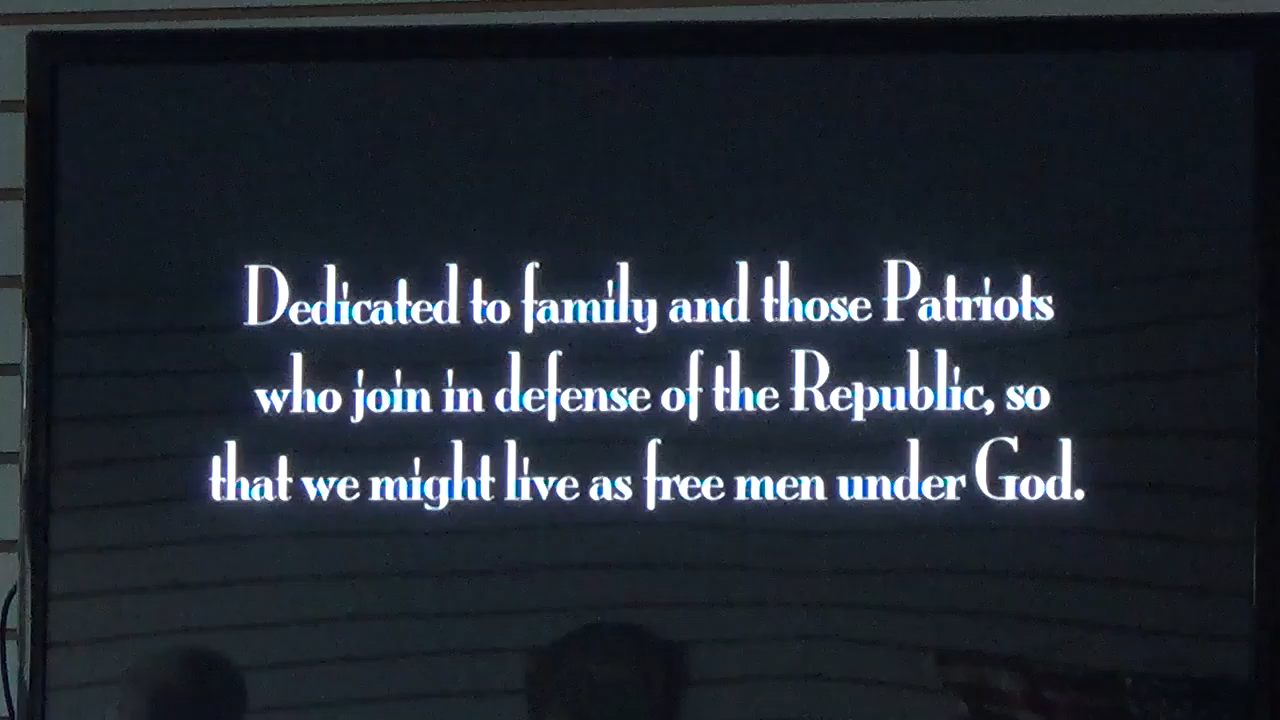 Dedicated to family and those Patriots
who join in defense of the Republic, so
that we might live as free men under God.